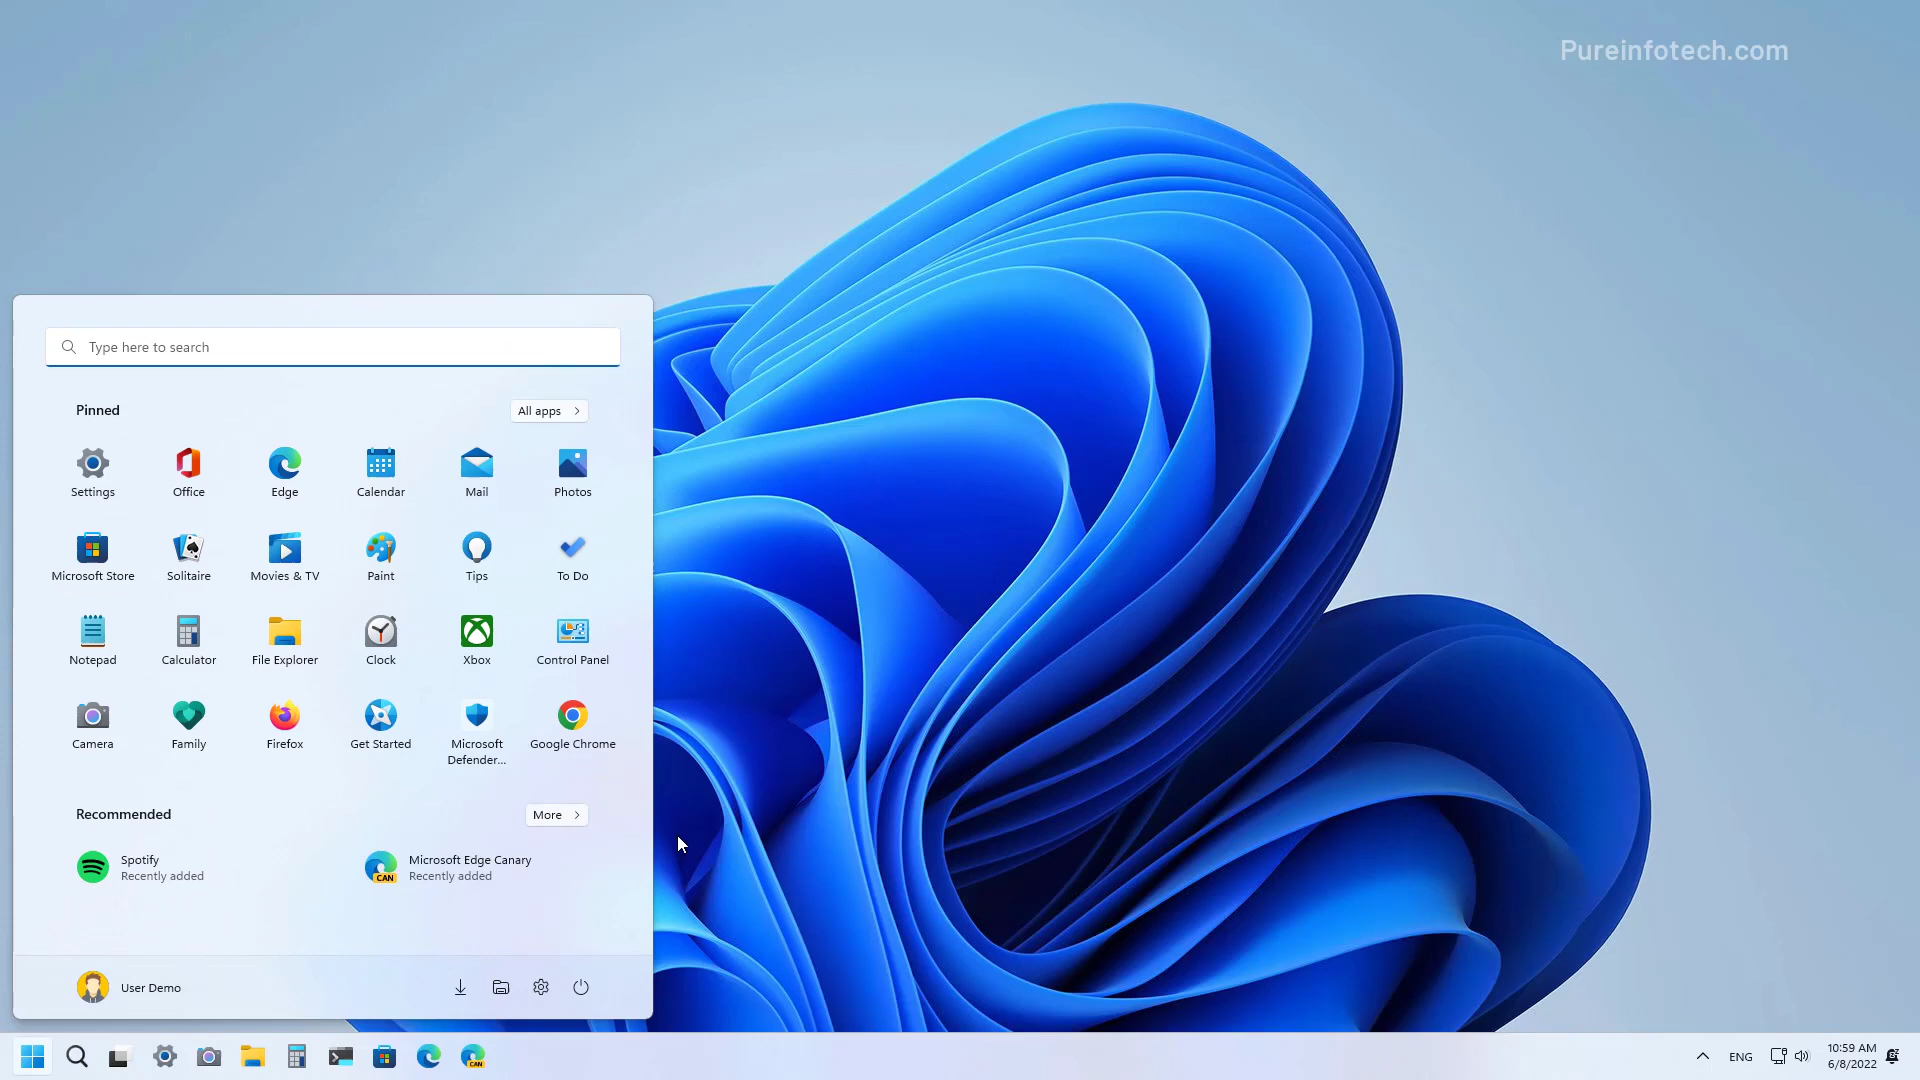 Pureinfotech.com
Type here to search
Pinned
All apps
Settings
Office
Edge
Calendar
Mail
Photos
Microsoft Store
Solitaire
Movies & TV
Paint
Tips
To Do
Notepad
Calculator
File Explorer
Clock
Xbox
Control Panel
Camera
Family
Firefox
Get Started
Microsoft
Defender...
Google Chrome
Recommended
More
Spotify
Recently added
CAN
Microsoft Edge Canary
Recently added
User Demo
CAN
ENG
10:59 AM
6/8/2022